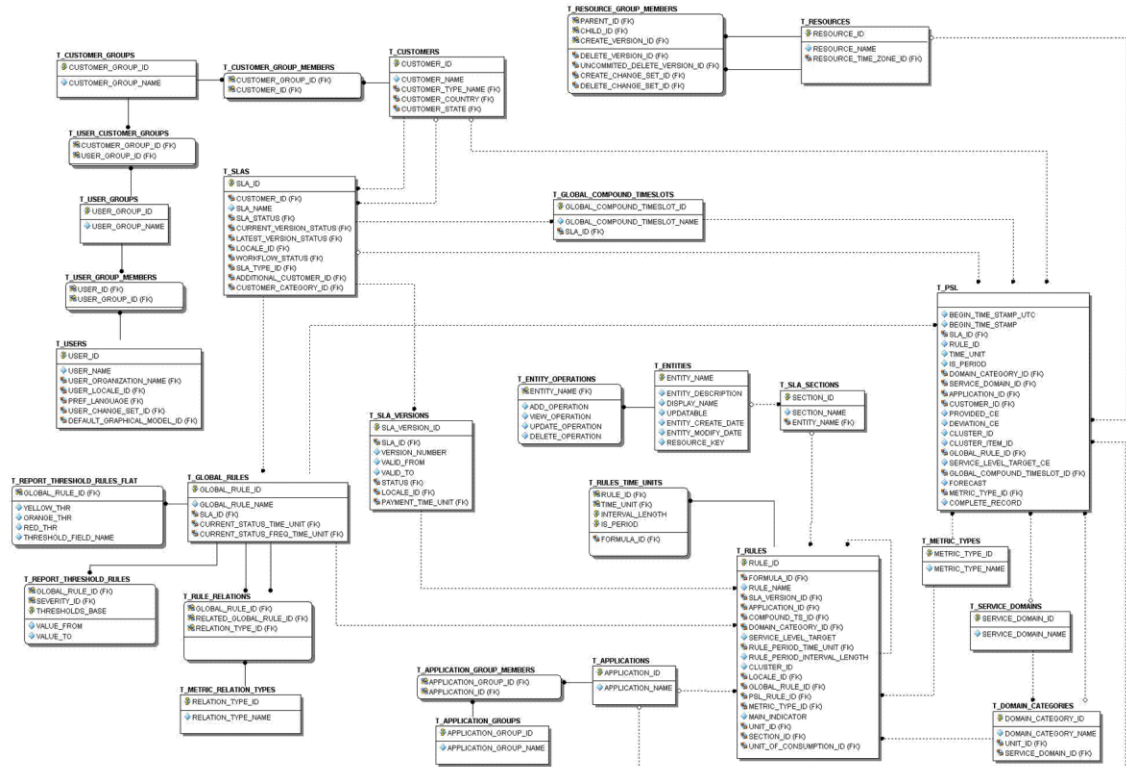 T_RESOURCE_GROUP_MEMBERS
PARENT_ID (FK)
CHILD_ID (FK)
CREATE_VERSION_ID (FK)
DELETE_VERSION_ID (FK)
UNCOMMITED_DELETE_VERSION_ID (FK)
CREATE_CHANGE_SET_ID (FK)
DELETE_CHANGE_SET_ID (FK)
T_RESOURCES
RESOURCE_ID
RESOURCE_NAME
RESOURCE_TIME_ZONE_ID (FK)
T_CUSTOMER_GROUPS
CUSTOMER_GROUP_ID
CUSTOMER_GROUP_NAME
T_CUSTOMER_GROUP_MEMBERS
CUSTOMER_GROUP_ID (FK)
CUSTOMER_ID (FK)
T_CUSTOMERS
CUSTOMER_ID
CUSTOMER_NAME
CUSTOMER_TYPE_NAME (FK)
CUSTOMER_COUNTRY (FK)
CUSTOMER_STATE (FK)
T_USER_CUSTOMER_GROUPS
CUSTOMER_GROUP_ID (FK)
USER_GROUP_ID (FK)
T_SLAS
SLA_ID
CUSTOMER_ID (FK)
SLA_NAME
SLA_STATUS (FK)
CURRENT_VERSION_STATUS (FK)
LATEST_VERSION_STATUS (FK)
LOCALE_ID (FK)
WORKFLOW_STATUS (FK)
SLA_TYPE_ID (FK)
ADDITIONAL_CUSTOMER_ID (FK)
CUSTOMER_CATEGORY_ID (FK)
T_GLOBAL_COMPOUND_TIMESLOTS
GLOBAL_COMPOUND_TIMESLOT_ID
GLOBAL_COMPOUND_TIMESLOT_NAME
SLA_ID (FK)
T_USER_GROUPS
USER_GROUP_ID
USER_GROUP_NAME
T_USER_GROUP_MEMBERS
USER_ID (FK)
USER_GROUP_ID (FK)
T_USERS
USER_ID
USER_NAME
USER_ORGANIZATION_NAME (FK)
USER_LOCALE_ID (FK)
PREF_LANGUAGE (FK)
USER_CHANGE_SET_ID (FK)
DEFAULT_GRAPHICAL_MODEL_ID (FK)
T_PSL
BEGIN_TIME_STAMP_UTC
BEGIN_TIME_STAMP
SLA_ID (FK)
RULE_ID
TIME_UNIT
IS_PERIOD
DOMAIN_CATEGORY_ID (FK)
SERVICE_DOMAIN_ID (FK)
APPLICATION_ID (FK)
CUSTOMER_ID (FK)
PROVIDED_CE
DEVIATION_CE
CLUSTER_ID
CLUSTER_ITEM_ID
GLOBAL_RULE_ID (FK)
SERVICE_LEVEL_TARGET_CE
GLOBAL_COMPOUND_TIMESLOT_ID (FK)
FORECAST
METRIC_TYPE_ID (FK)
COMPLETE_RECORD
T_ENTITY_OPERATIONS
ENTITY_NAME (FK)
ADD_OPERATION
VIEW_OPERATION
UPDATE_OPERATION
DELETE_OPERATION
T_ENTITIES
ENTITY_NAME
ENTITY_DESCRIPTION
DISPLAY_NAME
UPDATABLE
ENTITY_CREATE_DATE
ENTITY_MODIFY_DATE
RESOURCE_KEY
T_SLA_SECTIONS
SECTION_ID
SECTION_NAME
ENTITY_NAME (FK)
T_SLA_VERSIONS
SLA_VERSION_ID
SLA_ID (FK)
VERSION_NUMBER
VALID_FROM
VALID_TO
STATUS (FK)
LOCALE_ID (FK)
PAYMENT_TIME_UNIT (FK)
T_GLOBAL_RULES
GLOBAL_RULE_ID
GLOBAL_RULE_NAME
SLA_ID (FK)
CURRENT_STATUS_TIME_UNIT (FK)
CURRENT_STATUS_FREQ_TIME_UNIT (FK)
T_REPORT_THRESHOLD_RULES_FLAT
GLOBAL_RULE_ID (FK)
YELLOW_THR
ORANGE_THR
RED_THR
THRESHOLD_FIELD_NAME
T_RULES_TIME_UNITS
RULE_ID (FK)
TIME_UNIT (FK)
INTERVAL_LENGTH
IS_PERIOD
FORMULA_ID (FK)
T_METRIC_TYPES
METRIC_TYPE_ID
METRIC_TYPE_NAME
T_RULES
RULE_ID
FORMULA_ID (FK)
RULE_NAME
SLA_VERSION_ID (FK)
APPLICATION_ID (FK)
COMPOUND_TS_ID (FK)
DOMAIN_CATEGORY_ID (FK)
SERVICE_LEVEL_TARGET
RULE_PERIOD_TIME_UNIT (FK)
RULE_PERIOD_INTERVAL_LENGTH
CLUSTER_ID
LOCALE_ID (FK)
GLOBAL_RULE_ID (FK)
PSL_RULE_ID (FK)
METRIC_TYPE_ID (FK)
MAIN_INDICATOR
UNIT_ID (FK)
SECTION_ID (FK)
UNIT_OF_CONSUMPTION_ID (FK)
T_REPORT_THRESHOLD_RULES
GLOBAL_RULE_ID (FK)
SEVERITY_ID (FK)
THRESHOLDS_BASE
VALUE_FROM
VALUE_TO
T_RULE_RELATIONS
GLOBAL_RULE_ID (FK)
RELATED_GLOBAL_RULE_ID (FK)
RELATION_TYPE_ID (FK)
T_SERVICE_DOMAINS
SERVICE_DOMAIN_ID
SERVICE_DOMAIN_NAME
T_APPLICATION_GROUP_MEMBERS
APPLICATION_GROUP_ID (FK)
APPLICATION_ID (FK)
T_APPLICATIONS
APPLICATION_ID
APPLICATION_NAME
T_METRIC_RELATION_TYPES
RELATION_TYPE_ID
RELATION_TYPE_NAME
T_APPLICATION_GROUPS
APPLICATION_GROUP_ID
APPLICATION_GROUP_NAME
T_DOMAIN_CATEGORIES
DOMAIN_CATEGORY_ID
DOMAIN_CATEGORY_NAME
UNIT_ID (FK)
SERVICE_DOMAIN_ID (FK)